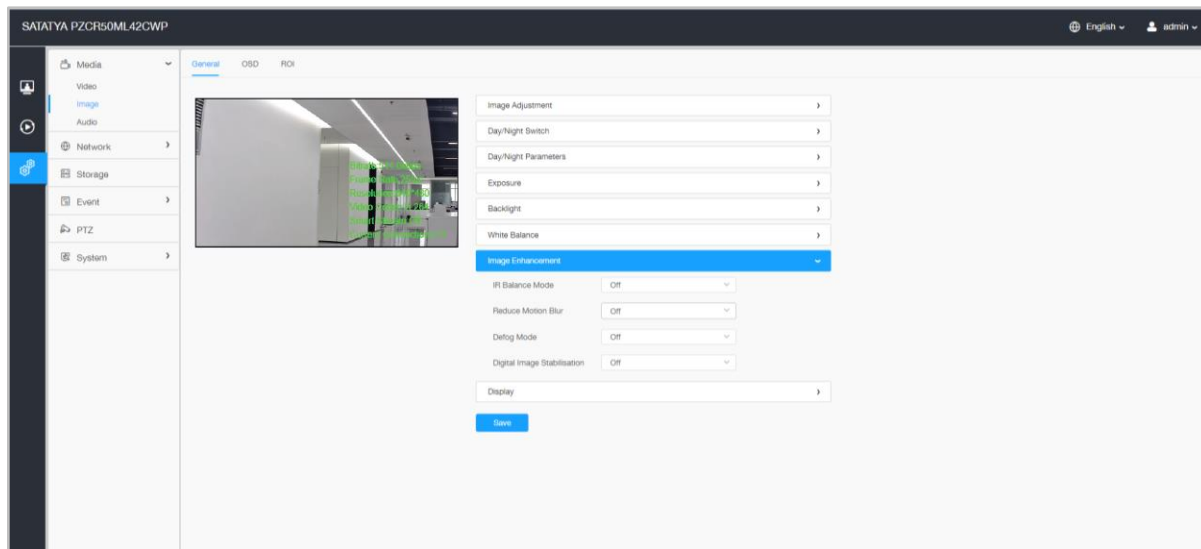 SATATYA PZCR50ML42CWP
English
admin
Media
Video
Image
Audio
Network
Storage
Event
PTZ
System
General OSD ROI
Image Adjustment
Day/Night Switch
Day/Night Parameters
Exposure
Backlight
White Balance
Image Enhancement
IR Balance Mode Off
Reduce Motion Blur Off
Defog Mode Off
Digital Image Stabilisation Off
Display
Save